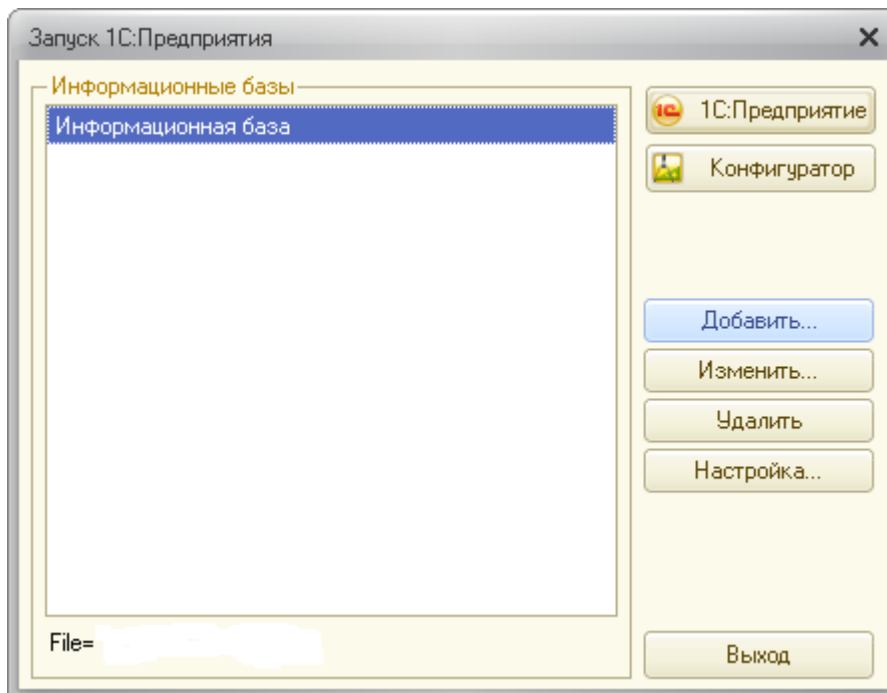 Запуск 1С:Предприятия
Информационные базы
Информационная база
File=
1С:Предприятие
Конфигуратор
Добавить...
Изменить...
Удалить
Настройка...
Выход